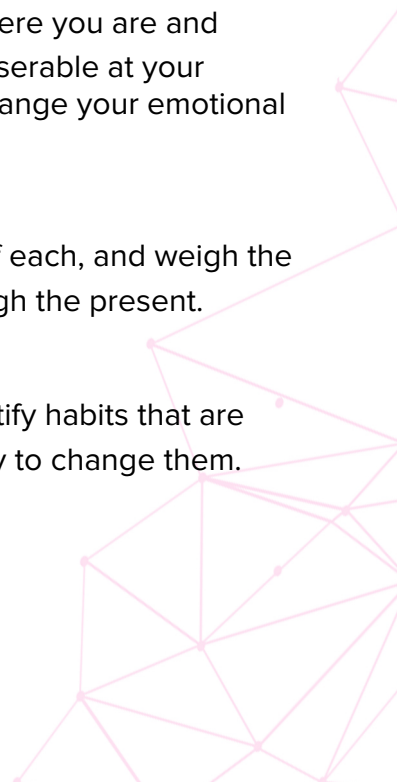 ere you are and
serable at your
ange your emotional
f each, and weigh the
gh the present.
tify habits that are
y to change them.